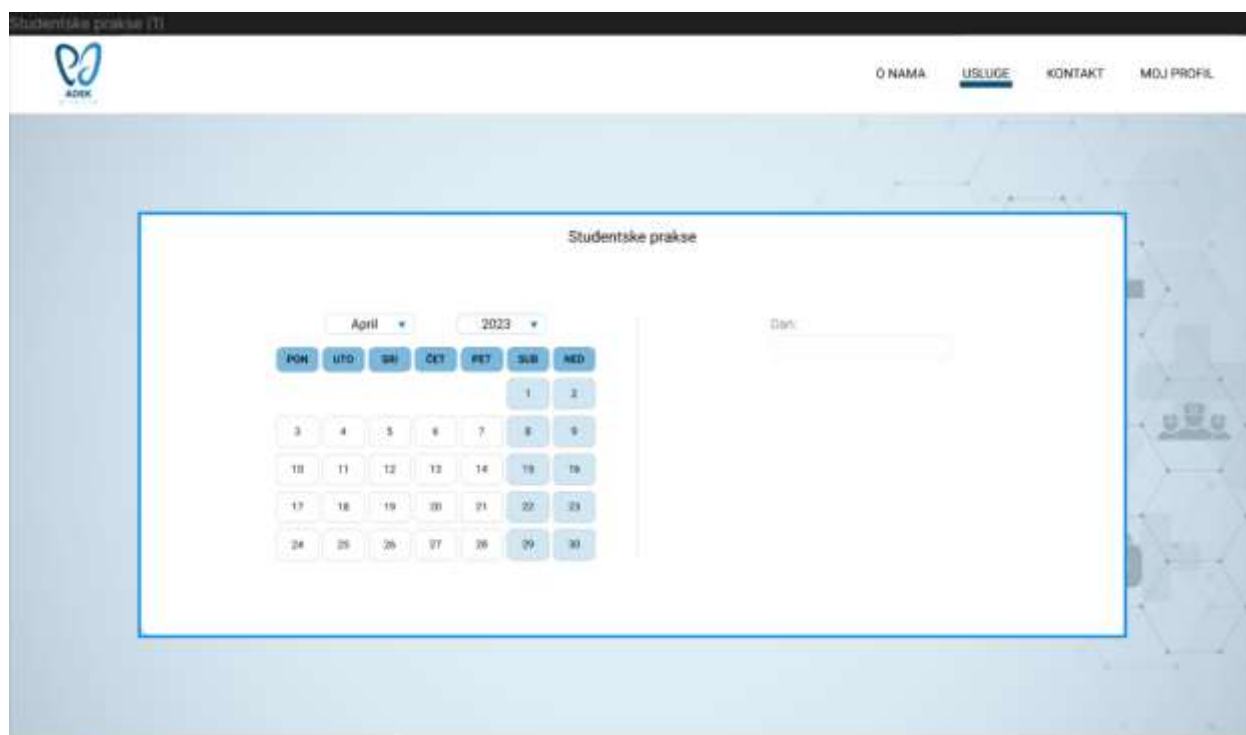 Studentske prakse (1)
ADEK
O NAMA USLUGE KONTAKT MOJ PROFIL
Studentske prakse
April 2023
Dan:
PON UTO SRI ČET PET SUB NED
1 2
3 4 5 6 7 8 9
10 11 12 13 14 15 16
17 18 19 20 21 22 23
24 25 26 27 28 29 30